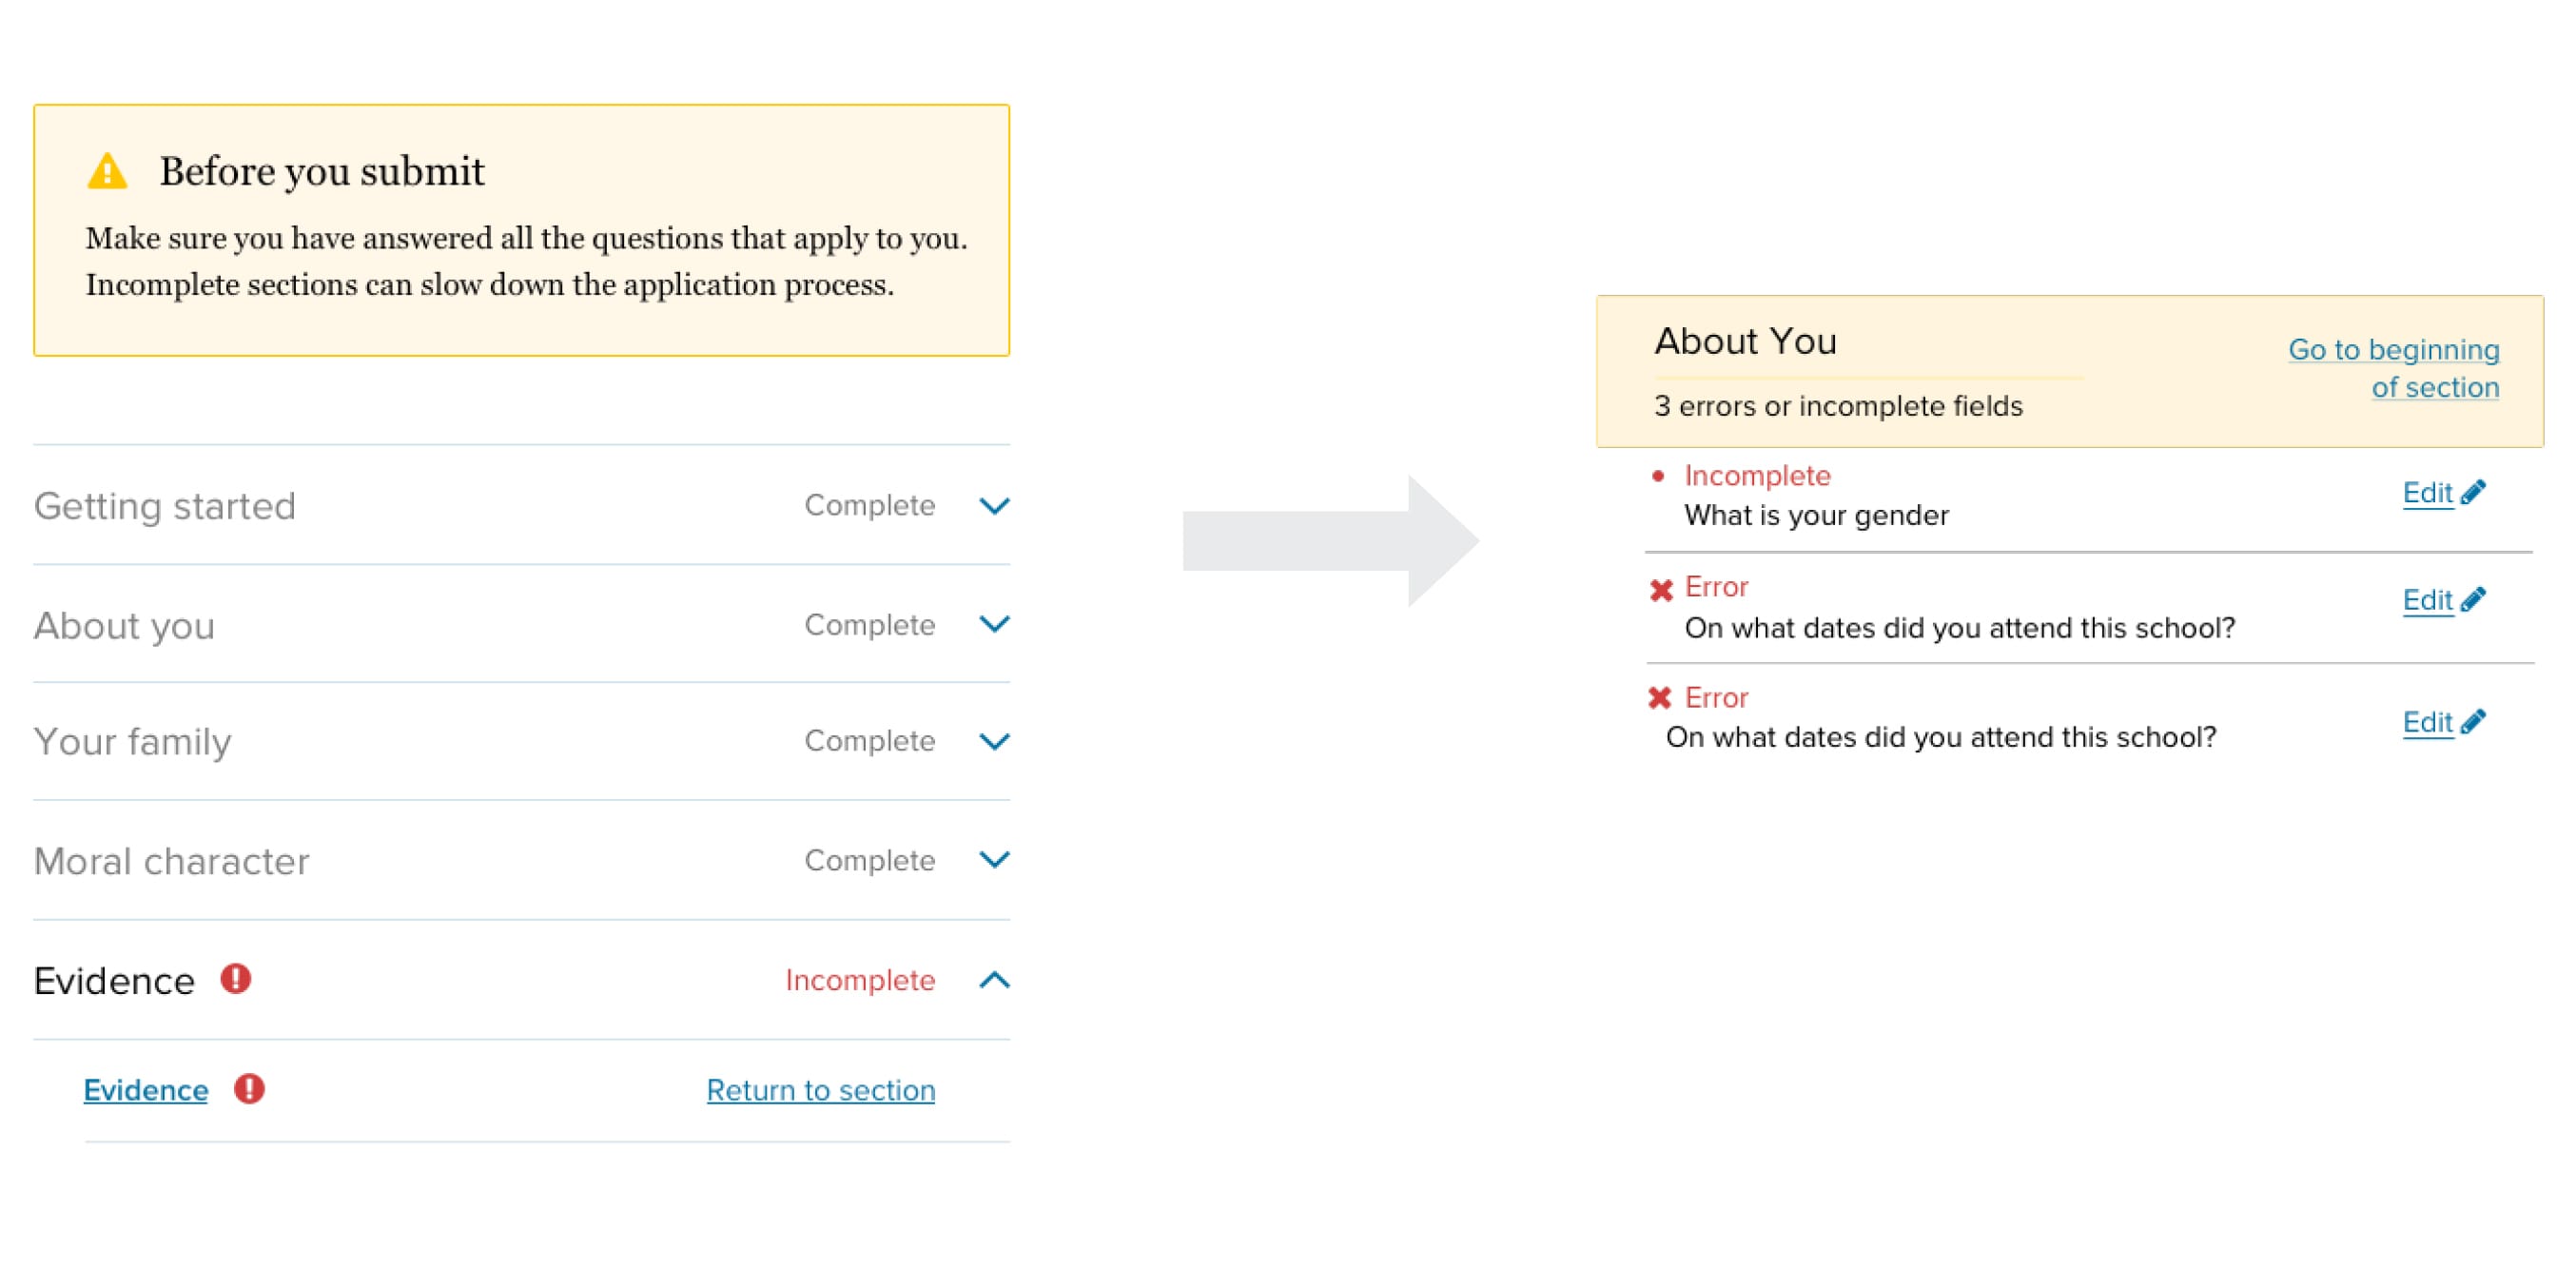 Before you submit
Make sure you have answered all the questions that apply to you.
Incomplete sections can slow down the application process.
Getting started Complete
About you Complete
Your family Complete
Moral character Complete
Evidence Incomplete
Evidence Return to section
About You
Go to beginning
of section
3 errors or incomplete fields
Incomplete
What is your gender
Edit
Error
On what dates did you attend this school?
Edit
Error
On what dates did you attend this school?
Edit